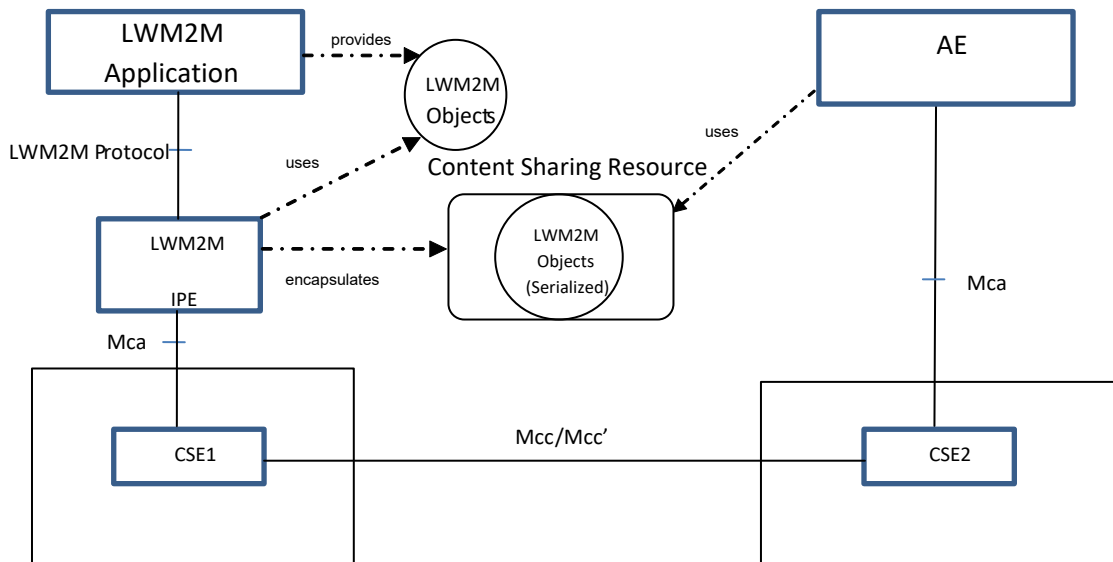 LWM2M
Application
provides
LWM2M
Objects
AE
LWM2M Protocol
uses
uses
Content Sharing Resource
LWM2M
IPE
encapsulates
LWM2M
Objects
(Serialized)
Mca
Mca
Mcc/Mcc’
CSE1
CSE2